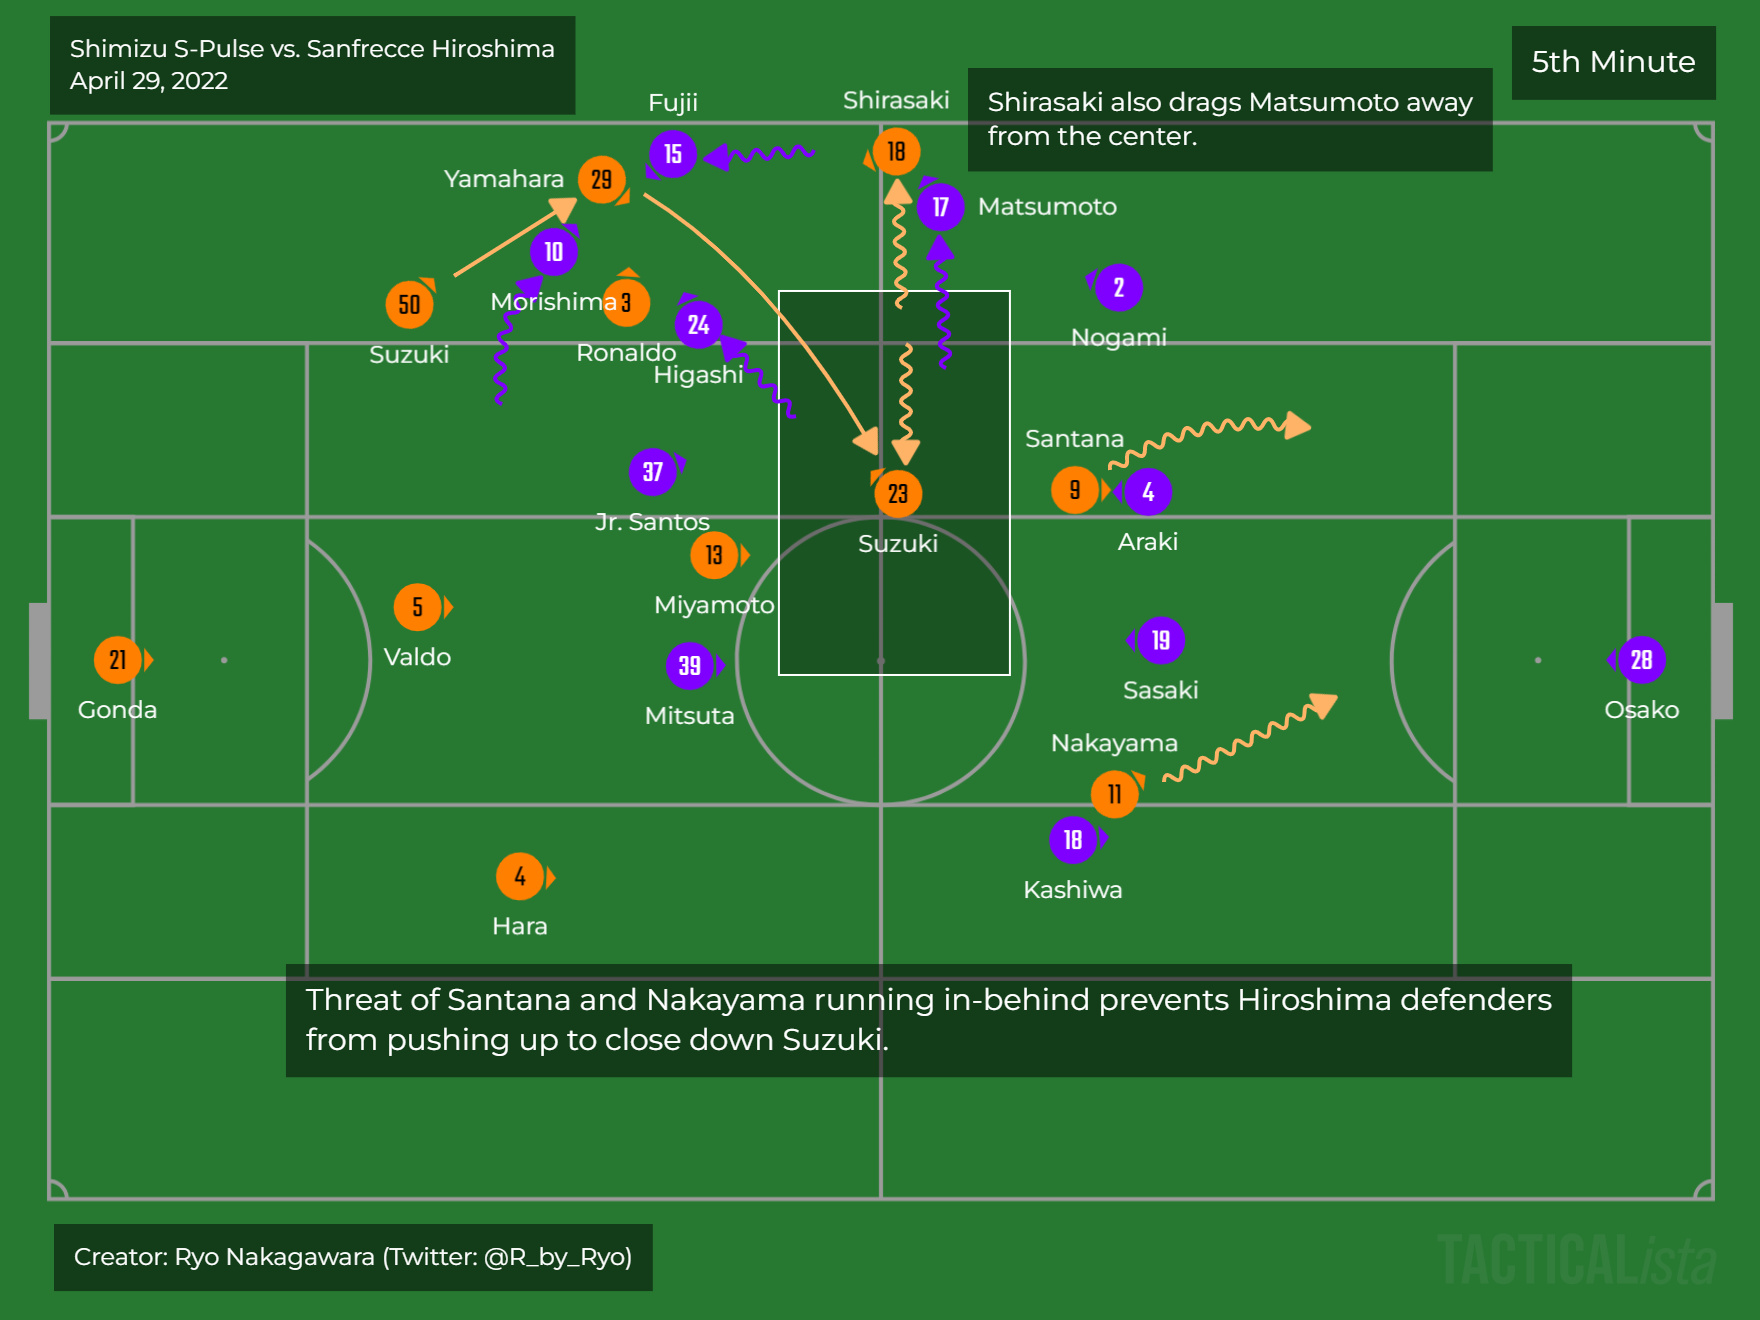 Shimizu S-Pulse vs. Sanfrecce Hiroshima
April 29, 2022
5th Minute
Shirasaki also drags Matsumoto away
from the center.
Fujii
15
Shirasaki
18
Yamahara
29
17
Matsumoto
10
Morishima
50
Suzuki
3
Ronaldo
24
Higashi
2
Nogami
37
Jr. Santos
23
Suzuki
Santana
9
4
Araki
13
Miyamoto
5
Valdo
21
Gonda
39
Mitsuta
19
Sasaki
28
Osako
Nakayama
11
18
Kashiwa
4
Hara
Threat of Santana and Nakayama running in-behind prevents Hiroshima defenders
from pushing up to close down Suzuki.
Creator: Ryo Nakagawara (Twitter: @R_by_Ryo)
TACTICALista